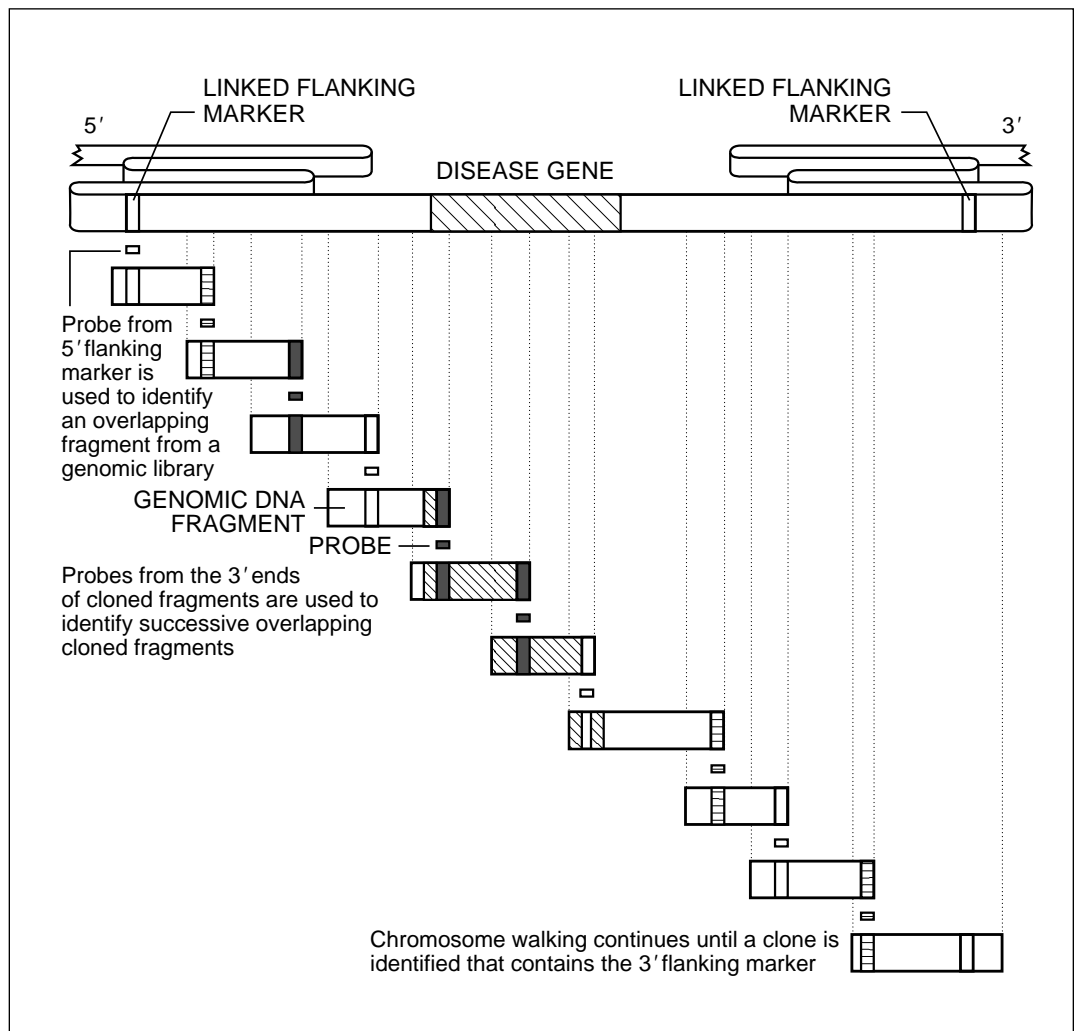 LINKED FLANKING
MARKER
LINKED FLANKING
MARKER
5′
3′
DISEASE GENE
Probe from
5′ flanking
marker is
used to identify
an overlapping
fragment from a
genomic library
GENOMIC DNA
FRAGMENT
PROBE
Probes from the 3′ ends
of cloned fragments are used to
identify successive overlapping
cloned fragments
Chromosome walking continues until a clone is
identified that contains the 3′ flanking marker